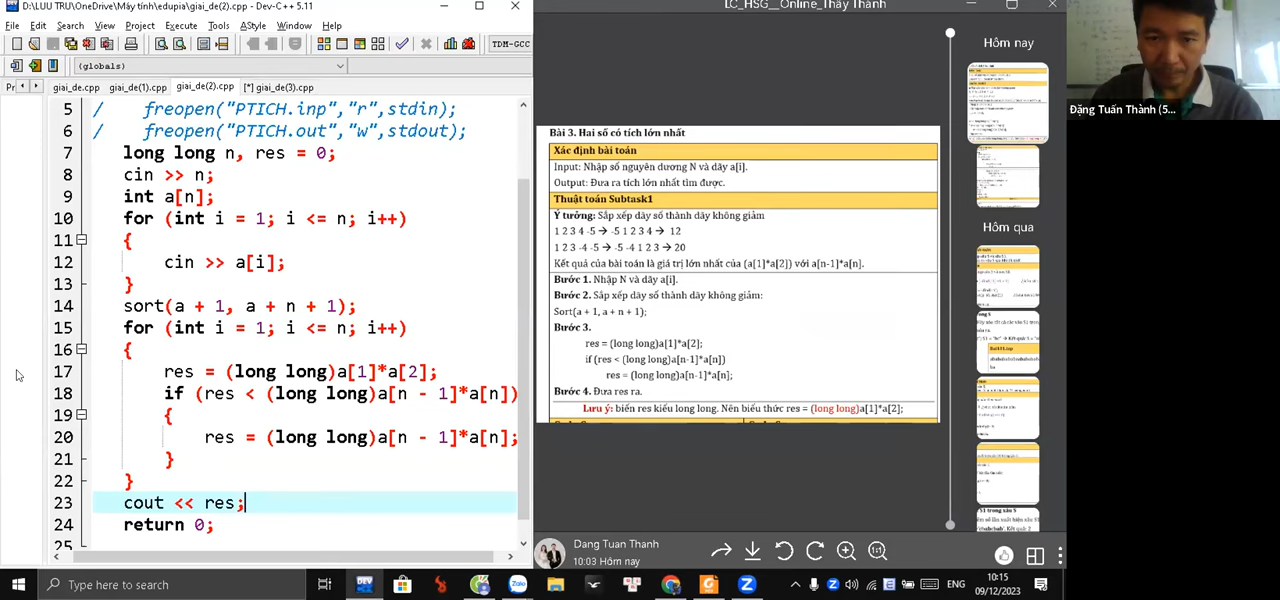 D:\LUU TRU\OneDrive\Máy tính\edupia\giai_de(2).cpp - Dev-C++ 5.11
File Edit Search View Project Execute Tools AStyle Window Help
TDM-GCC
(globals)
Pr giai_de.cpp giai_de(1).cpp giai_de(2).cpp [*] giai_de(3).cpp
5 / freopen("PTICH.inp","n",stdin);
6 / freopen("PTICH.out","w",stdout);
7 long long n, res = 0;
8 cin >> n;
9 int a[n];
10 for (int i = 1; i <= n; i++)
11 {
12 cin >> a[i];
13 }
14 sort(a + 1, a + n + 1);
15 for (int i = 1; i <= n; i++)
16 {
17 res = (long long)a[1]*a[2];
18 if (res < (long long)a[n - 1]*a[n])
19 {
20 res = (long long)a[n - 1]*a[n];
21 }
22 }
23 cout << res;
24 return 0;
25
LC_HSG__Online_Thầy Thành
Bài 3. Hai số có tích lớn nhất
Xác định bài toán
Input: Nhập số nguyên dương N và dãy a[i].
Output: Đưa ra tích lớn nhất tìm được.
Thuật toán Subtask1
Ý tưởng: Sắp xếp dãy số thành dãy không giảm
1 2 3 4 -5 → -5 1 2 3 4 → 12
1 2 3 -4 -5 → -5 -4 1 2 3 → 20
Kết quả của bài toán là giá trị lớn nhất của (a[1]*a[2]) với a[n-1]*a[n].
Bước 1. Nhập N và dãy a[i].
Bước 2. Sắp xếp dãy số thành dãy không giảm:
Sort(a + 1, a + n + 1);
Bước 3.
res = (long long)a[1]*a[2];
if (res < (long long)a[n-1]*a[n])
res = (long long)a[n-1]*a[n];
Bước 4. Đưa res ra.
Lưu ý: biến res kiểu long long. Nên biểu thức res = (long long)a[1]*a[2];
Dang Tuan Thanh
10:03 Hôm nay
1:1
Hôm nay
Hôm qua
Đặng Tuấn Thành (5...
Type here to search
Zalo
ENG
10:15
09/12/2023